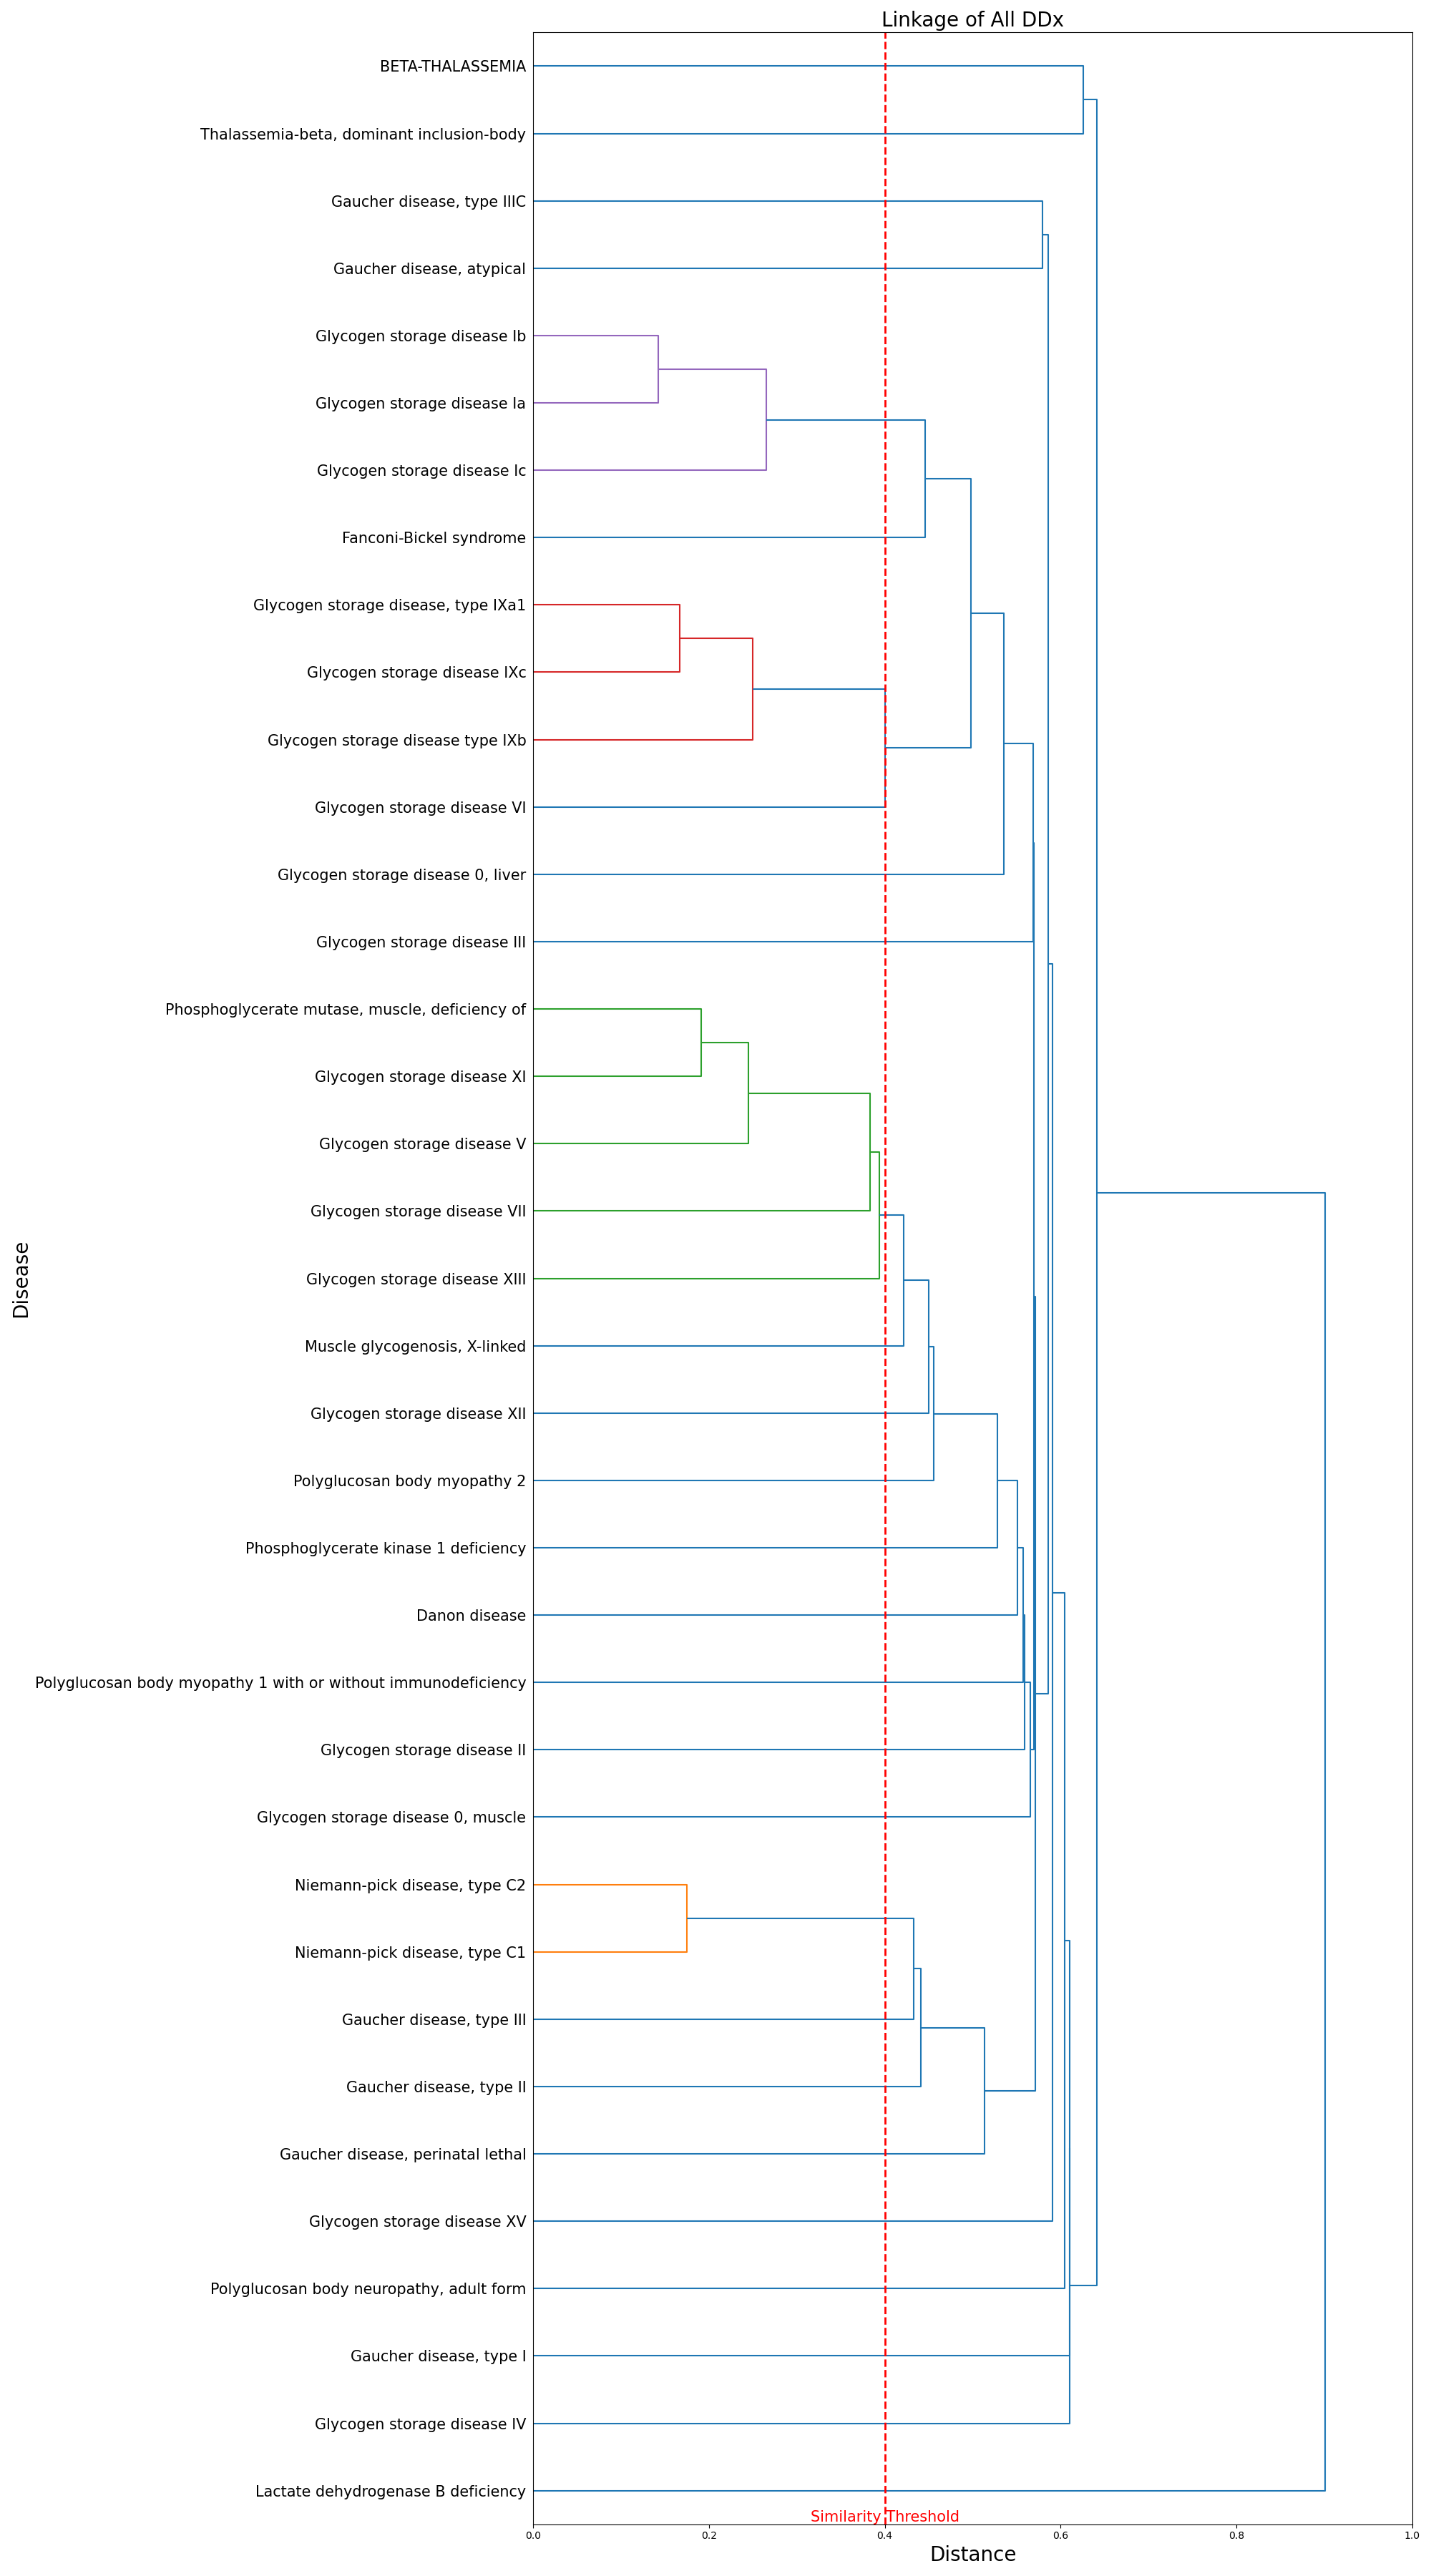 Linkage of All DDx
BETA-THALASSEMIA
Thalassemia-beta, dominant inclusion-body
Gaucher disease, type IIIC
Gaucher disease, atypical
Glycogen storage disease Ib
Glycogen storage disease Ia
Glycogen storage disease Ic
Fanconi-Bickel syndrome
Glycogen storage disease, type IXa1
Glycogen storage disease IXc
Glycogen storage disease type IXb
Glycogen storage disease VI
Glycogen storage disease 0, liver
Glycogen storage disease III
Phosphoglycerate mutase, muscle, deficiency of
Glycogen storage disease XI
Glycogen storage disease V
Glycogen storage disease VII
Glycogen storage disease XIII
Muscle glycogenosis, X-linked
Glycogen storage disease XII
Polyglucosan body myopathy 2
Phosphoglycerate kinase 1 deficiency
Danon disease
Polyglucosan body myopathy 1 with or without immunodeficiency
Glycogen storage disease II
Glycogen storage disease 0, muscle
Niemann-pick disease, type C2
Niemann-pick disease, type C1
Gaucher disease, type III
Gaucher disease, type II
Gaucher disease, perinatal lethal
Glycogen storage disease XV
Polyglucosan body neuropathy, adult form
Gaucher disease, type I
Glycogen storage disease IV
Lactate dehydrogenase B deficiency
Disease
Similarity Threshold
0.0 0.2 0.4 0.6 0.8 1.0
Distance